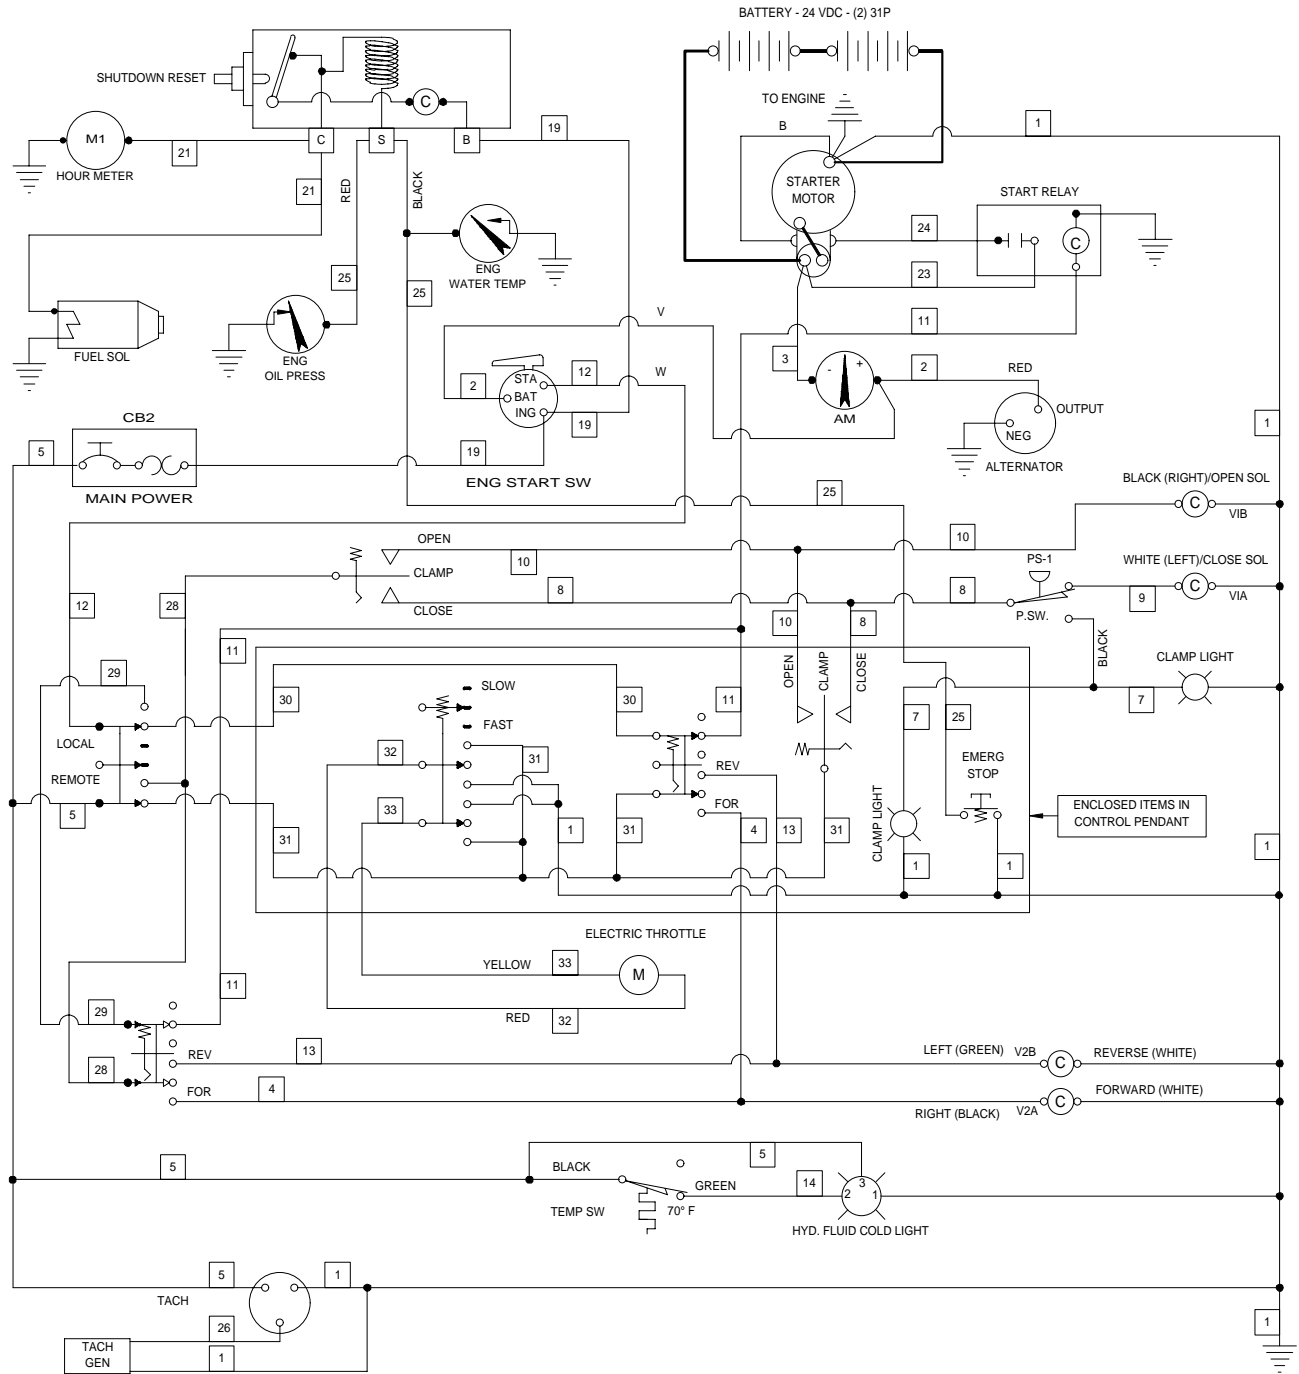 BATTERY - 24 VDC - (2) 31P
SHUTDOWN RESET
C
TO ENGINE
B
1
M1
21
HOUR METER
C
S
B
19
STARTER
MOTOR
START RELAY
21
RED
BLACK
24
C
ENG
WATER TEMP
25
25
23
11
V
FUEL SOL
ENG
OIL PRESS
2
STA
BAT
ING
12
W
19
3
-
+
AM
2
RED
OUTPUT
NEG
ALTERNATOR
1
CB2
5
MAIN POWER
19
ENG START SW
25
BLACK (RIGHT)/OPEN SOL
C
VIB
OPEN
10
10
CLAMP
PS-1
WHITE (LEFT)/CLOSE SOL
8
8
9
C
VIA
CLOSE
P.SW.
12
28
10
8
11
BLACK
29
OPEN
CLAMP
CLOSE
CLAMP LIGHT
30
SLOW
30
11
7
7
25
FAST
LOCAL
32
31
REV
EMERG
STOP
REMOTE
5
33
FOR
ENCLOSED ITEMS IN
CONTROL PENDANT
31
1
31
4
13
31
CLAMP LIGHT
1
1
1
ELECTRIC THROTTLE
YELLOW
33
M
11
RED
32
29
REV
13
LEFT (GREEN)
V2B
C
REVERSE (WHITE)
28
FOR
4
RIGHT (BLACK)
V2A
C
FORWARD (WHITE)
5
5
BLACK
GREEN
14
2
3
1
TEMP SW
70° F
HYD. FLUID COLD LIGHT
5
1
TACH
26
1
TACH
GEN
1